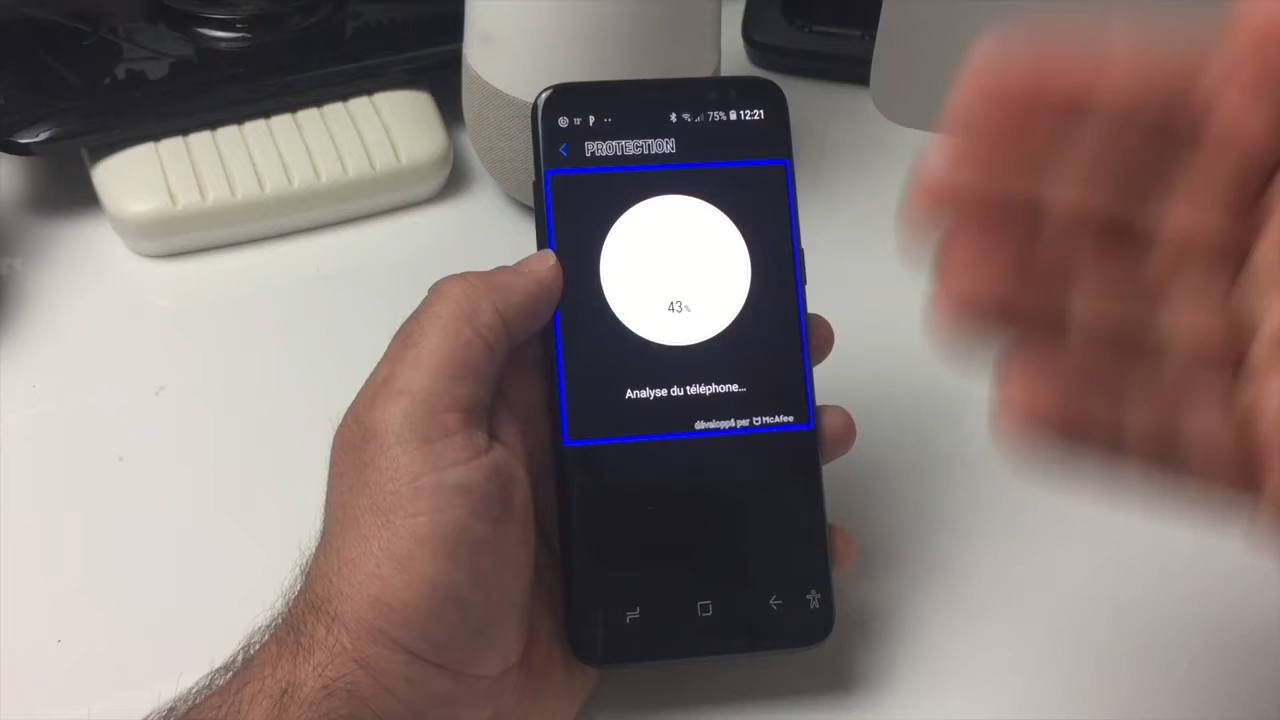 75% 12:21
PROTECTION
43%
Analyse du téléphone...
développé par McAfee